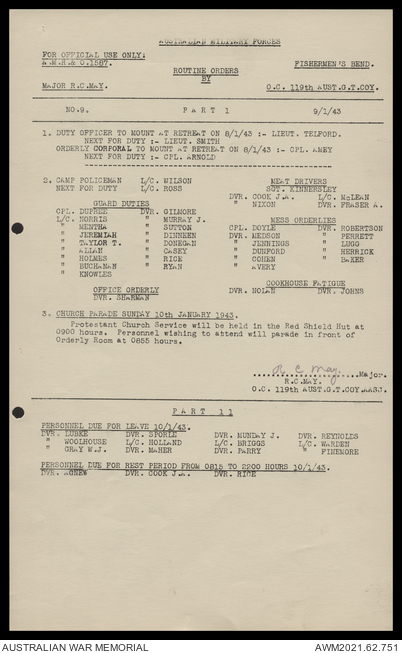 AUSTRALIAN MILITARY FORCES
FOR OFFICIAL USE ONLY:
A.M.R.& O.1587.
FISHERMEN'S BEND.
ROUTINE ORDERS
BY
MAJOR R.C.MAY.
O.C. 119th AUST.G.T.COY.
NO.9.
PART 1
9/1/43
1. DUTY OFFICER TO MOUNT AT RETREAT ON 8/1/43 :- LIEUT. TELFORD.
NEXT FOR DUTY :- LIEUT. SMITH
ORDERLY CORPORAL TO MOUNT AT RETREAT ON 8/1/43 :- CPL. AMEY
NEXT FOR DUTY :- CPL. ARNOLD
2. CAMP POLICEMAN L/C. WILSON
NEXT FOR DUTY L/C. ROSS
GUARD DUTIES
CPL. DUPREE DVR. GILMORE
L/C. NORRIS " MURRAY J.
" MENTHA " SUTTON
" JEREMIAH " DINNEEN
" TAYLOR T. " DONEGAN
" ALLAN " CASEY
" HOLMES " RICE
" BUCHANAN " RYAN
" KNOWLES
OFFICE ORDERLY
DVR. SHARMAN
MEAT DRIVERS
SGT. KINNERSLEY
DVR. COOK J.A. L/C. McLEAN
" NIXON DVR. FRASER A.
MESS ORDERLIES
CPL. DOYLE DVR. ROBERTSON
DVR. MEDSON " PERRETT
" JENNINGS " LUGG
" DUNFORD " HERRICK
" COHEN " BAKER
" AVERY
COOKHOUSE FATIGUE
DVR. NOLAN DVR. JOHNS
3. CHURCH PARADE SUNDAY 10th JANUARY 1943.
Protestant Church Service will be held in the Red Shield Hut at
0900 hours. Personnel wishing to attend will parade in front of
Orderly Room at 0855 hours.
R C May.
....................Major.
R.C.MAY.
O.C. 119th AUST.G.T.COY.AASC.
PART 11
PERSONNEL DUE FOR LEAVE 10/1/43.
DVR. LUSKE DVR. SPORLE DVR. MUNDAY J. DVR. REYNOLDS
" WOOLHOUSE L/C. HOLLAND L/C. BRIGGS L/C. WARDEN
" GRAY W.J. DVR. MAHER DVR. PARRY " FINEMORE
PERSONNEL DUE FOR REST PERIOD FROM 0815 TO 2200 HOURS 10/1/43.
DVR. AGNEW DVR. COOK J.A. DVR. RICE
AUSTRALIAN WAR MEMORIAL
AWM2021.62.751